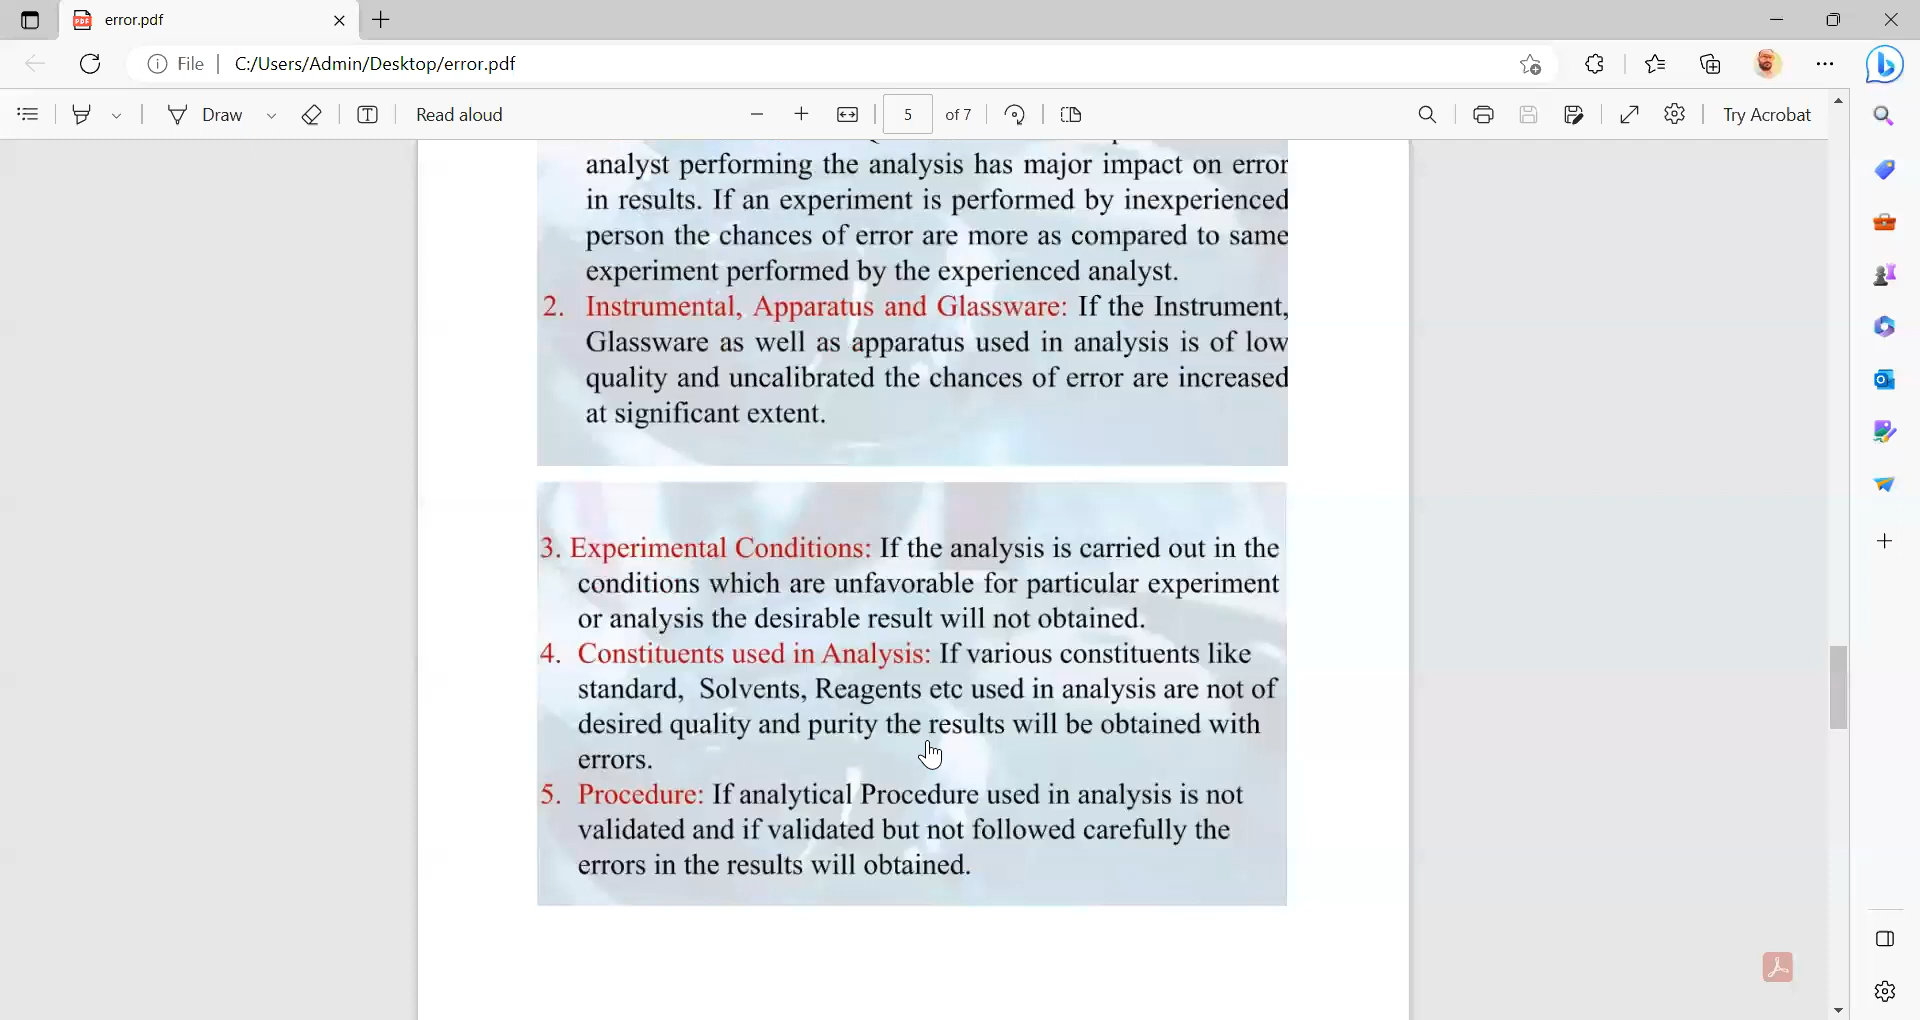 error.pdf
File
C:/Users/Admin/Desktop/error.pdf
Draw
Read aloud
5
of 7
Try Acrobat
analyst performing the analysis has major impact on error
in results. If an experiment is performed by inexperienced
person the chances of error are more as compared to same
experiment performed by the experienced analyst.
2. Instrumental, Apparatus and Glassware: If the Instrument,
Glassware as well as apparatus used in analysis is of low
quality and uncalibrated the chances of error are increased
at significant extent.
3. Experimental Conditions: If the analysis is carried out in the
conditions which are unfavorable for particular experiment
or analysis the desirable result will not obtained.
4. Constituents used in Analysis: If various constituents like
standard, Solvents, Reagents etc used in analysis are not of
desired quality and purity the results will be obtained with
errors.
5. Procedure: If analytical Procedure used in analysis is not
validated and if validated but not followed carefully the
errors in the results will obtained.